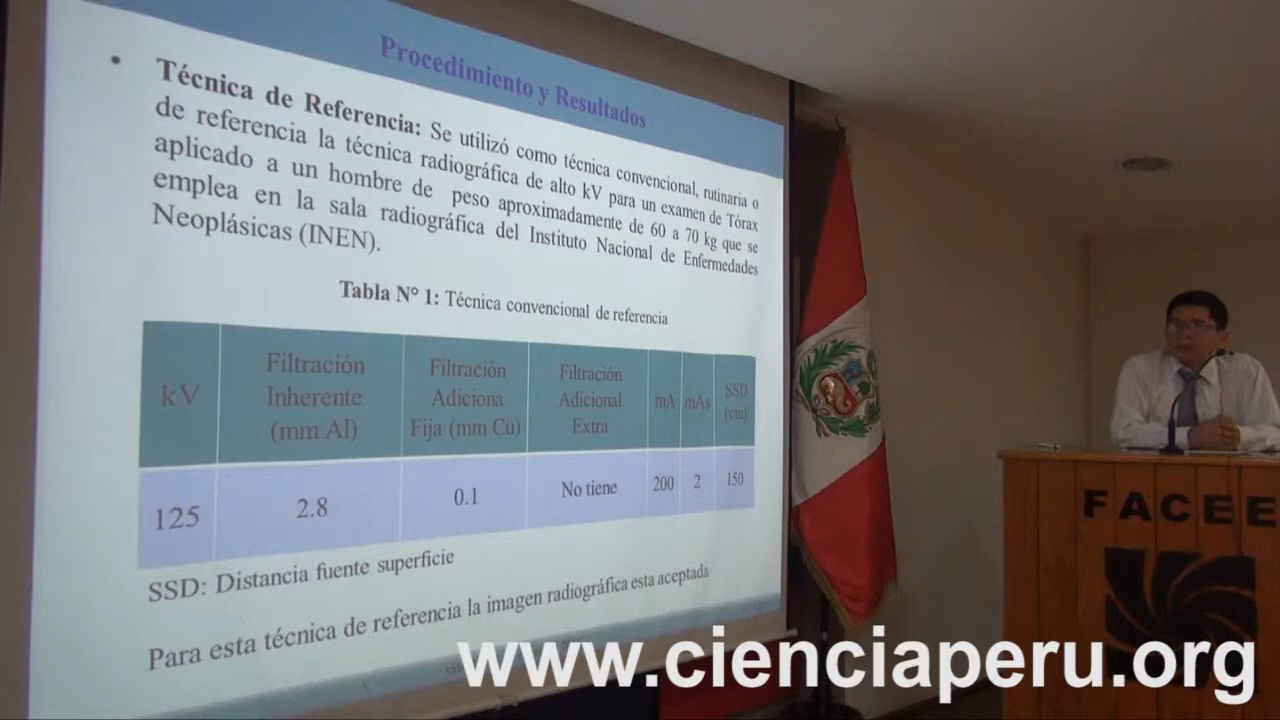 Procedimiento y Resultados
• Técnica de Referencia: Se utilizó como técnica convencional, rutinaria o
de referencia la técnica radiográfica de alto kV para un examen de Tórax
aplicado a un hombre de peso aproximadamente de 60 a 70 kg que se
emplea en la sala radiográfica del Instituto Nacional de Enfermedades
Neoplásicas (INEN).
Tabla N° 1: Técnica convencional de referencia
kV
Filtración
Inherente
(mm Al)
Filtración
Adiciona
Fija (mm Cu)
Filtración
Adicional
Extra
mA
mAs
SSD
(cm)
125
2.8
0.1
No tiene
200
2
150
SSD: Distancia fuente superficie
Para esta técnica de referencia la imagen radiográfica esta aceptada
FACEE
www.cienciaperu.org